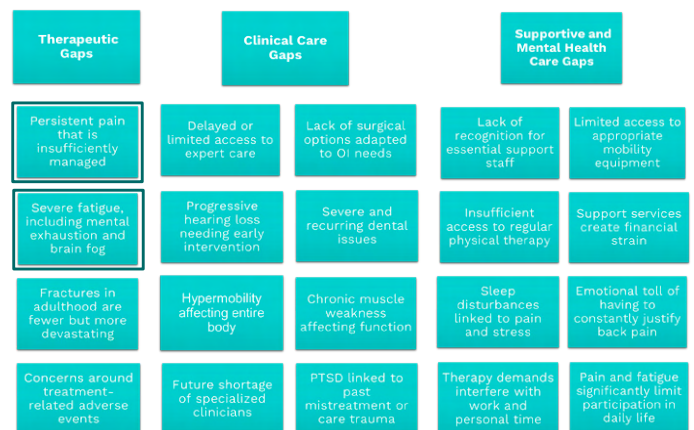 Therapeutic
Gaps
Clinical Care
Gaps
Supportive and
Mental Health
Care Gaps
Persistent pain
that is
insufficiently
managed
Delayed or
limited access to
expert care
Lack of surgical
options adapted
to OI needs
Lack of
recognition for
essential support
staff
Limited access to
appropriate
mobility
equipment
Severe fatigue,
including mental
exhaustion and
brain fog
Progressive
hearing loss
needing early
intervention
Severe and
recurring dental
issues
Insufficient
access to regular
physical therapy
Support services
create financial
strain
Fractures in
adulthood are
fewer but more
devastating
Hypermobility
affecting entire
body
Chronic muscle
weakness
affecting function
Sleep
disturbances
linked to pain
and stress
Emotional toll of
having to
constantly justify
back pain
Concerns around
treatment-
related adverse
events
Future shortage
of specialized
clinicians
PTSD linked to
past
mistreatment or
care trauma
Therapy demands
interfere with
work and
personal time
Pain and fatigue
significantly limit
participation in
daily life